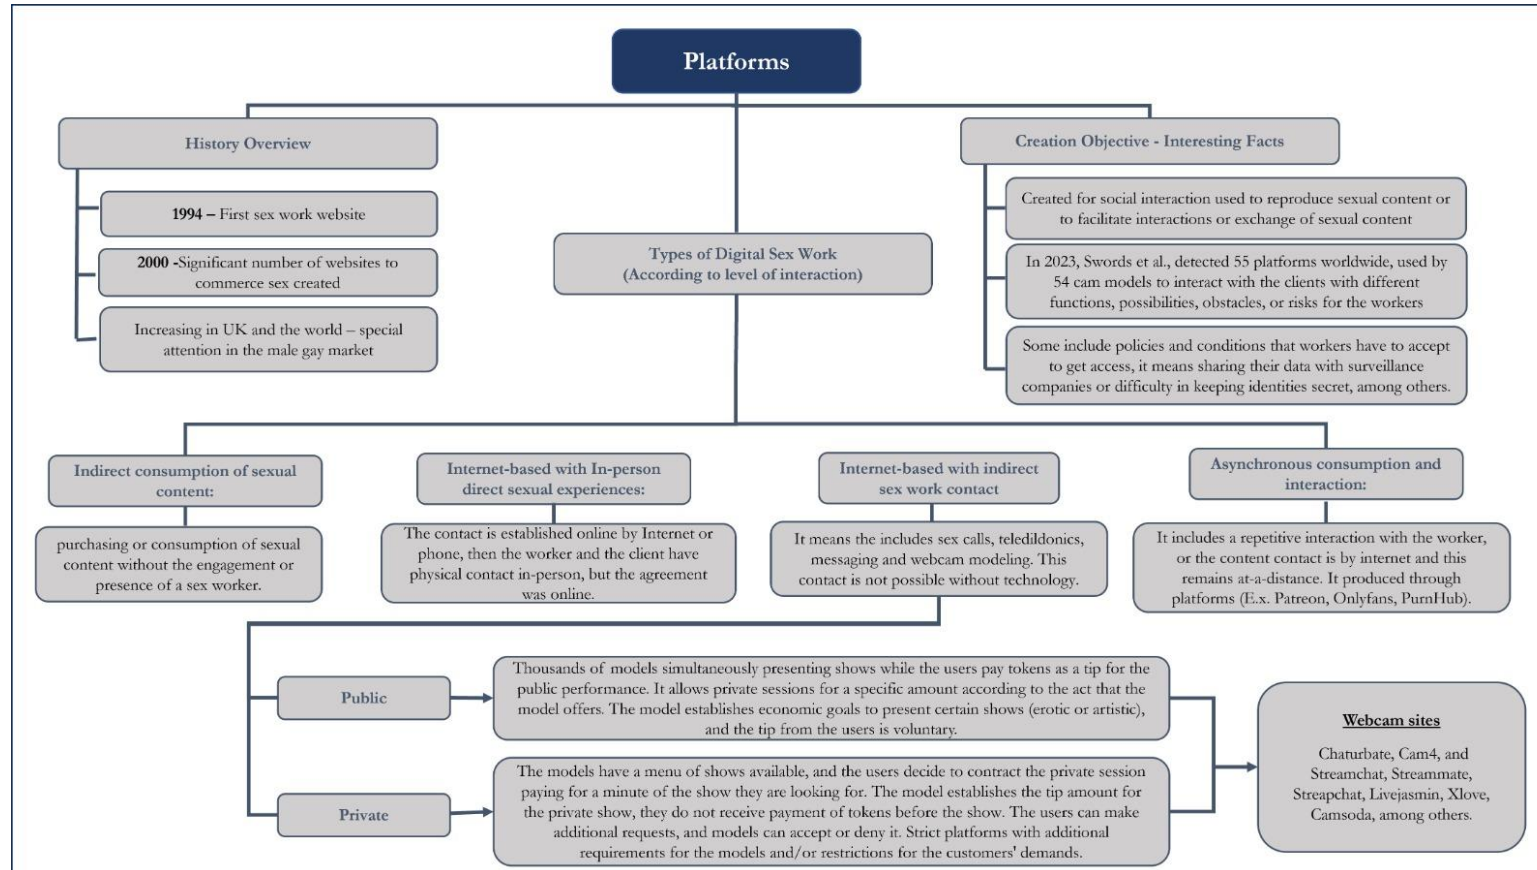 Platforms
History Overview
1994 – First sex work website
2000 -Significant number of websites to
commerce sex created
Increasing in UK and the world – special
attention in the male gay market
Types of Digital Sex Work
(According to level of interaction)
Creation Objective - Interesting Facts
Created for social interaction used to reproduce sexual content or
to facilitate interactions or exchange of sexual content
In 2023, Swords et al., detected 55 platforms worldwide, used by
54 cam models to interact with the clients with different
functions, possibilities, obstacles, or risks for the workers
Some include policies and conditions that workers have to accept
to get access, it means sharing their data with surveillance
companies or difficulty in keeping identities secret, among others.
Indirect consumption of sexual
content:
purchasing or consumption of sexual
content without the engagement or
presence of a sex worker.
Internet-based with In-person
direct sexual experiences:
The contact is established online by Internet or
phone, then the worker and the client have
physical contact in-person, but the agreement
was online.
Internet-based with indirect
sex work contact
It means the includes sex calls, teledildonics,
messaging and webcam modeling. This
contact is not possible without technology.
Asynchronous consumption and
interaction:
It includes a repetitive interaction with the worker,
or the content contact is by internet and this
remains at-a-distance. It produced through
platforms (E.x. Patreon, Onlyfans, PurnHub).
Public
Thousands of models simultaneously presenting shows while the users pay tokens as a tip for the
public performance. It allows private sessions for a specific amount according to the act that the
model offers. The model establishes economic goals to present certain shows (erotic or artistic),
and the tip from the users is voluntary.
Private
The models have a menu of shows available, and the users decide to contract the private session
paying for a minute of the show they are looking for. The model establishes the tip amount for
the private show, they do not receive payment of tokens before the show. The users can make
additional requests, and models can accept or deny it. Strict platforms with additional
requirements for the models and/or restrictions for the customers' demands.
Webcam sites
Chaturbate, Cam4, and
Streamchat, Streammate,
Streapchat, Livejasmin, Xlove,
Camsoda, among others.